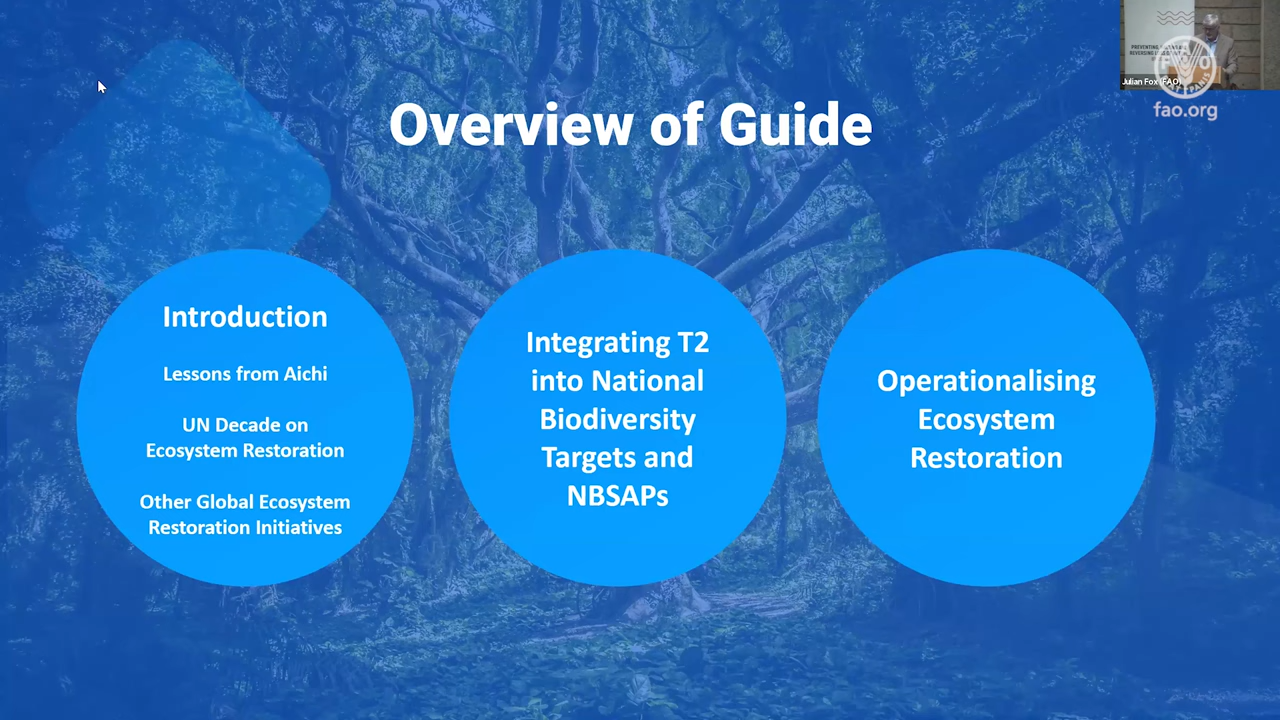 Overview of Guide
Introduction
Lessons from Aichi
UN Decade on
Ecosystem Restoration
Other Global Ecosystem
Restoration Initiatives
Integrating T2
into National
Biodiversity
Targets and
NBSAPs
Operationalising
Ecosystem
Restoration
Julian Fox (FAO)
fao.org